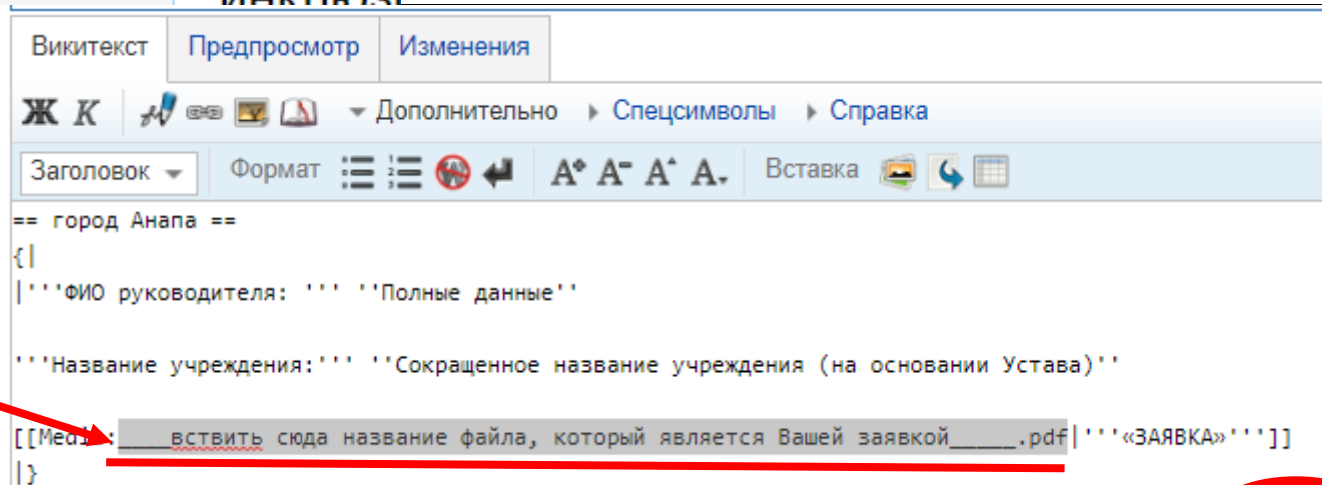 Викитекст Предпросмотр Изменения
Ж К Дополнительно Спецсимволы Справка
Заголовок Формат A A A A Вставка
== город Анапа ==
{|
|'''ФИО руководителя: ''' ''Полные данные''
'''Название учреждения:''' ''Сокращенное название учреждения (на основании Устава)''
[[Media:____вствить сюда название файла, который является Вашей заявкой_____.pdf|'''«ЗАЯВКА»''']]
|}